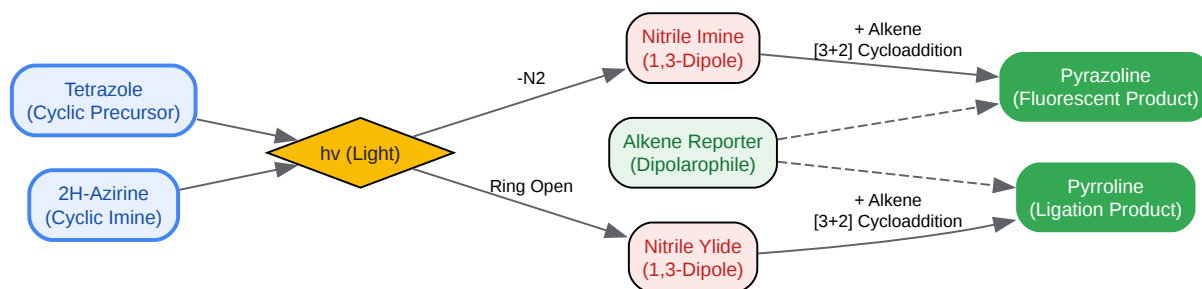 Tetrazole
(Cyclic Precursor)
2H-Azirine
(Cyclic Imine)
hv (Light)
-N2
Ring Open
Nitrile Imine
(1,3-Dipole)
Alkene Reporter
(Dipolarophile)
Nitrile Ylide
(1,3-Dipole)
+ Alkene
[3+2] Cycloaddition
+ Alkene
[3+2] Cycloaddition
Pyrazoline
(Fluorescent Product)
Pyrroline
(Ligation Product)